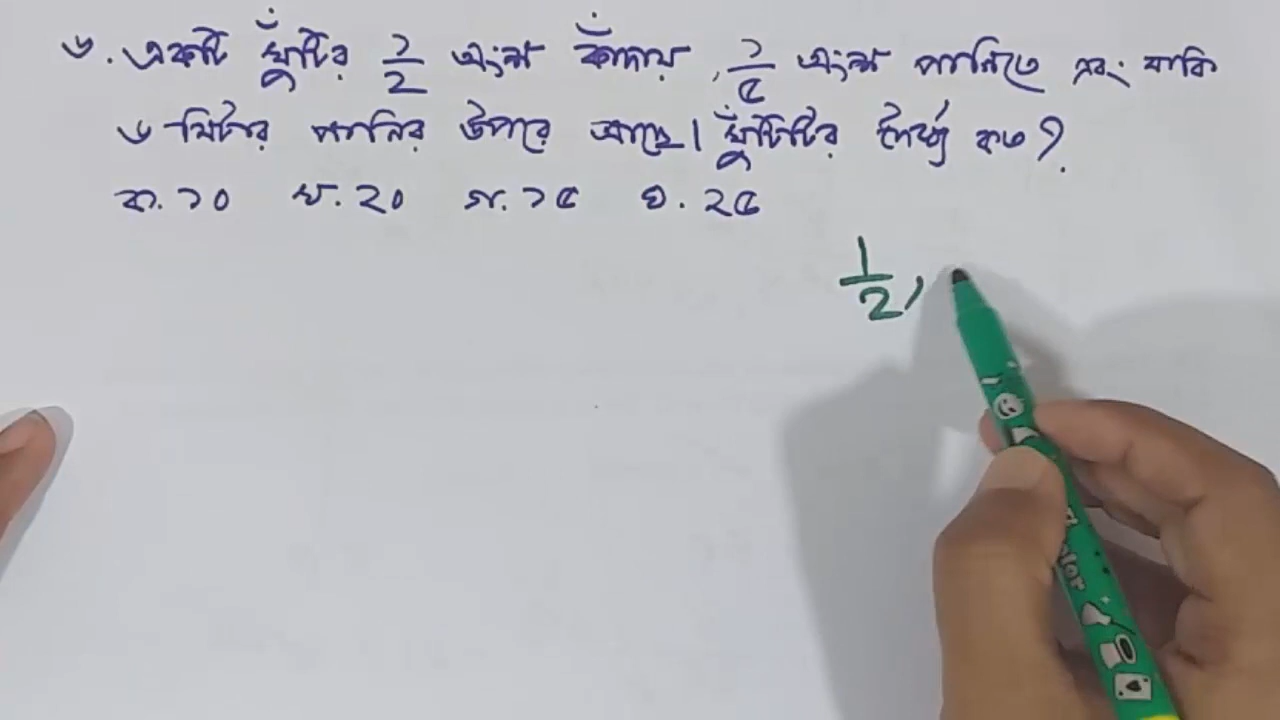 ৬. একটি খুঁটির ১/২ অংশ কাঁদায়, ১/৫ অংশ পানিতে এবং বাকি
৬ মিটার পানির উপরে আছে। খুঁটিটির দৈর্ঘ্য কত?
ক. ১০ খ. ২০ গ. ১৫ ঘ. ২৫
1/2,